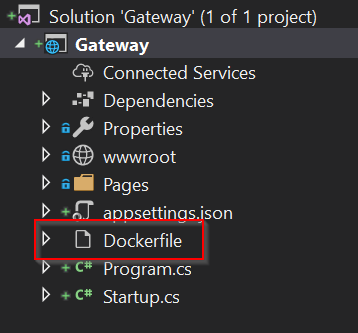 Solution 'Gateway' (1 of 1 project)
Gateway
Connected Services
Dependencies
Properties
wwwroot
Pages
appsettings.json
Dockerfile
C# Program.cs
C# Startup.cs